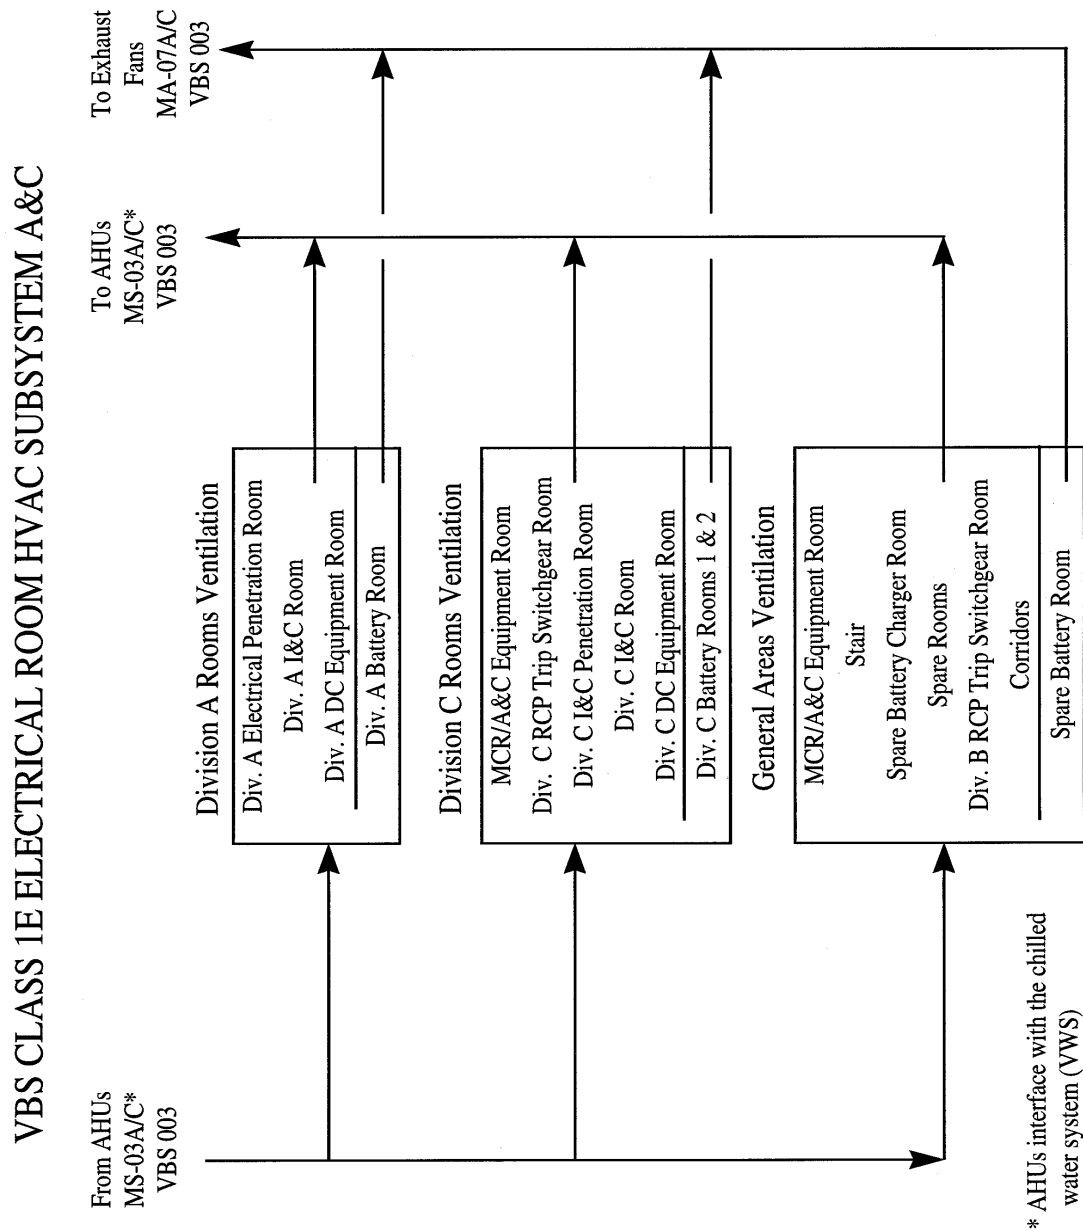 VBS CLASS 1E ELECTRICAL ROOM HVAC SUBSYSTEM A&C
From AHUs
MS-03A/C*
VBS 003
To AHUs
MS-03A/C*
VBS 003
To Exhaust
Fans
MA-07A/C
VBS 003
Division A Rooms Ventilation
Div. A Electrical Penetration Room
Div. A I&C Room
Div. A DC Equipment Room
Div. A Battery Room
Division C Rooms Ventilation
MCR/A&C Equipment Room
Div. C RCP Trip Switchgear Room
Div. C I&C Penetration Room
Div. C I&C Room
Div. C DC Equipment Room
Div. C Battery Rooms 1 & 2
General Areas Ventilation
MCR/A&C Equipment Room
Stair
Spare Battery Charger Room
Spare Rooms
Div. B RCP Trip Switchgear Room
Corridors
Spare Battery Room
* AHUs interface with the chilled
water system (VWS)